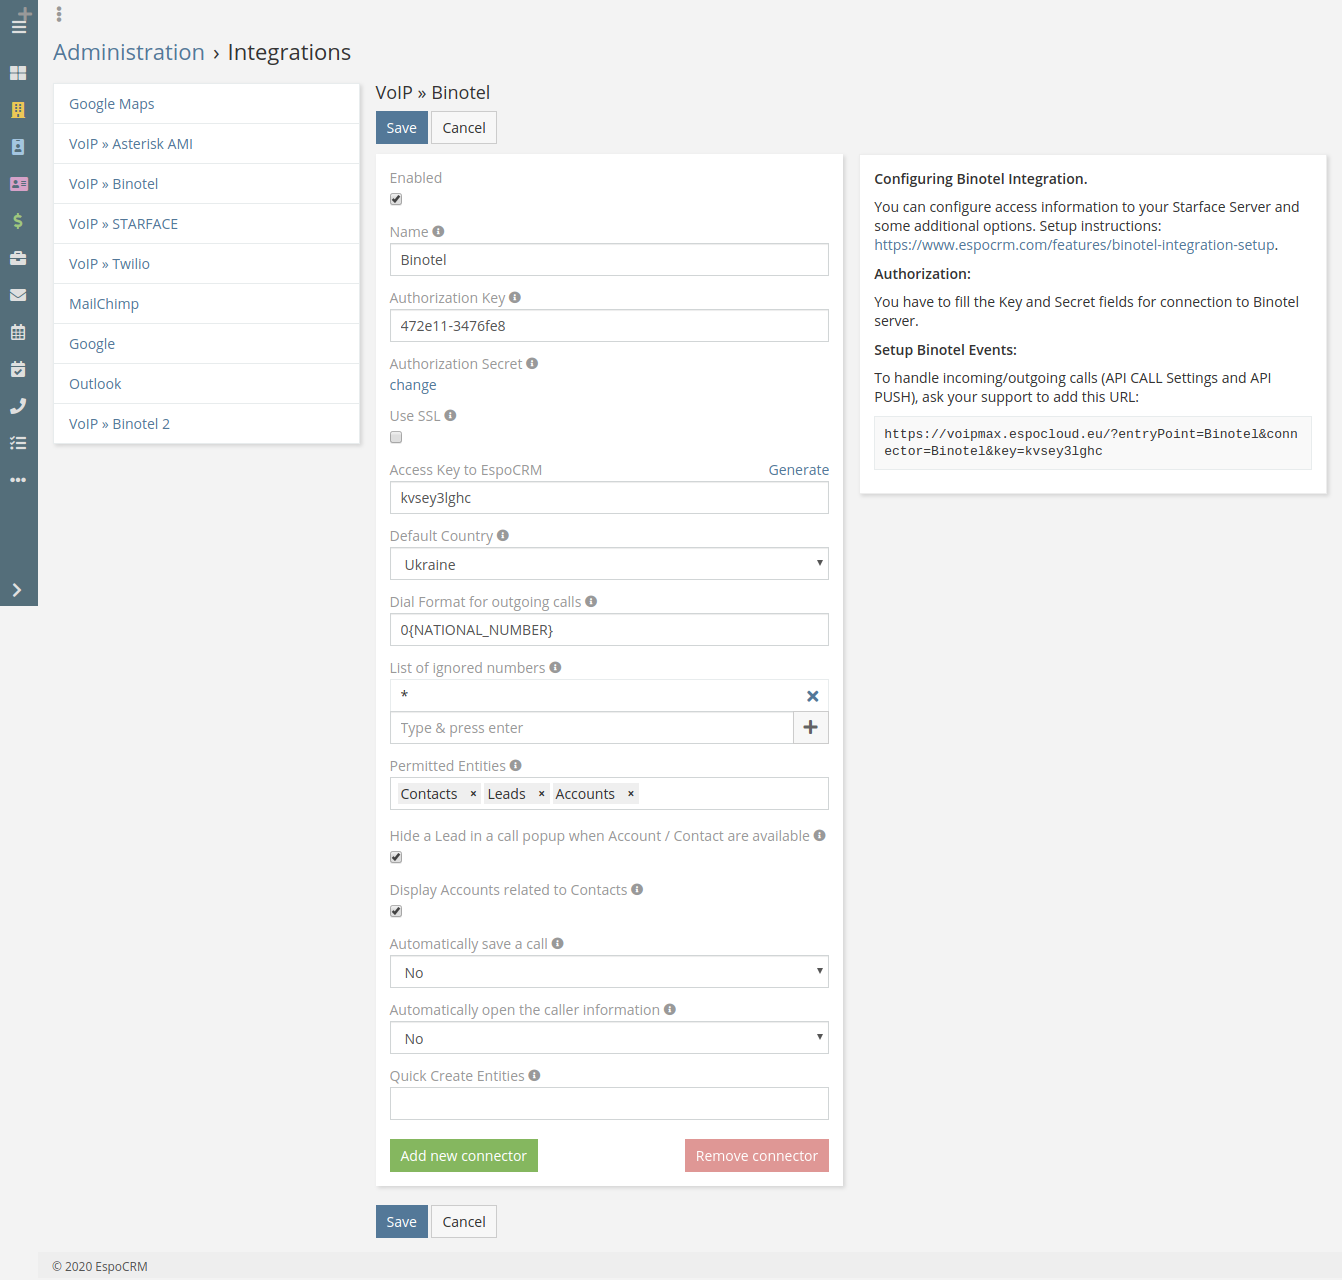 Administration › Integrations
Google Maps
VoIP » Asterisk AMI
VoIP » Binotel
VoIP » STARFACE
VoIP » Twilio
MailChimp
Google
Outlook
VoIP » Binotel 2
VoIP » Binotel
Save Cancel
Enabled
Name
Binotel
Authorization Key
472e11-3476fe8
Authorization Secret
change
Use SSL
Access Key to EspoCRM Generate
kvsey3lghc
Default Country
Ukraine
Dial Format for outgoing calls
0{NATIONAL_NUMBER}
List of ignored numbers
*
Type & press enter
Permitted Entities
Contacts × Leads × Accounts ×
Hide a Lead in a call popup when Account / Contact are available
Display Accounts related to Contacts
Automatically save a call
No
Automatically open the caller information
No
Quick Create Entities
Add new connector Remove connector
Save Cancel
Configuring Binotel Integration.
You can configure access information to your Starface Server and
some additional options. Setup instructions:
https://www.espocrm.com/features/binotel-integration-setup.
Authorization:
You have to fill the Key and Secret fields for connection to Binotel
server.
Setup Binotel Events:
To handle incoming/outgoing calls (API CALL Settings and API
PUSH), ask your support to add this URL:
https://voipmax.espocloud.eu/?entryPoint=Binotel&conn
ector=Binotel&key=kvsey3lghc
© 2020 EspoCRM